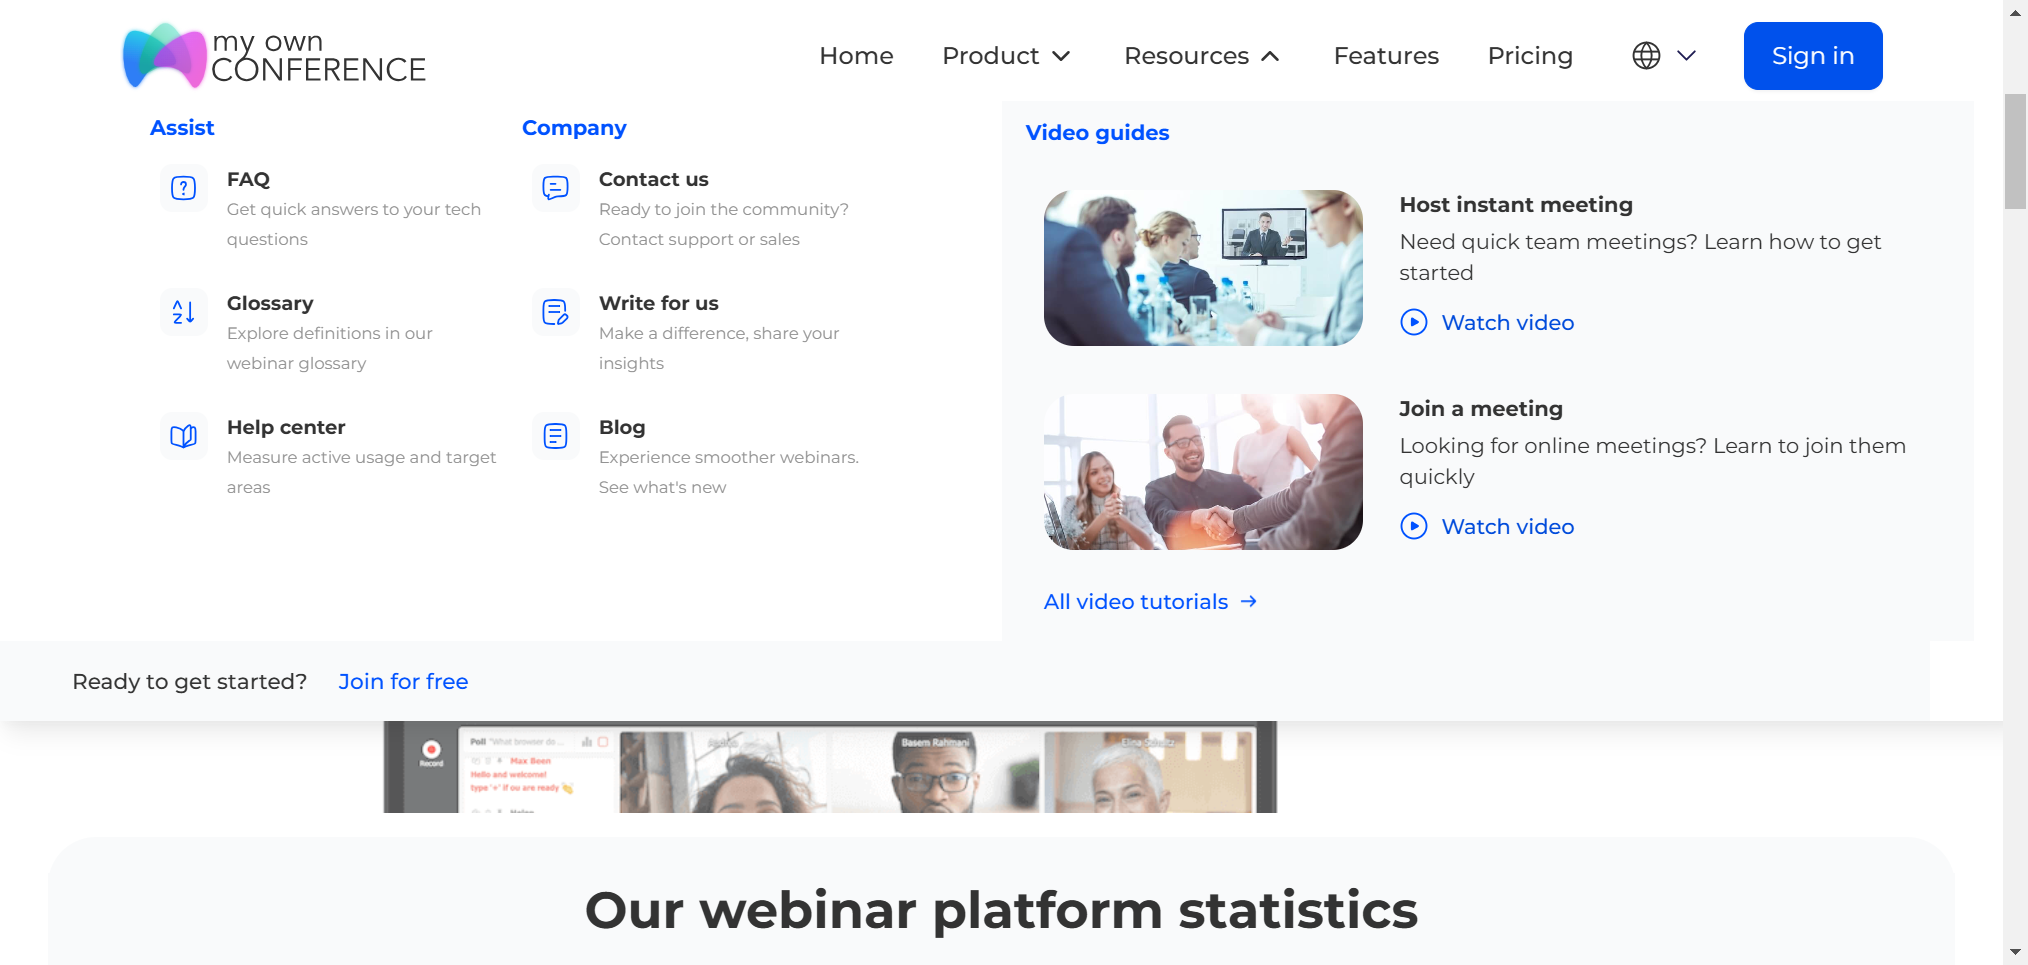 my own
CONFERENCE
Home
Product
Resources
Features
Pricing
Sign in
Assist
FAQ
Get quick answers to your tech
questions
Glossary
Explore definitions in our
webinar glossary
Help center
Measure active usage and target
areas
Company
Contact us
Ready to join the community?
Contact support or sales
Write for us
Make a difference, share your
insights
Blog
Experience smoother webinars.
See what's new
Video guides
Host instant meeting
Need quick team meetings? Learn how to get
started
Watch video
Join a meeting
Looking for online meetings? Learn to join them
quickly
Watch video
All video tutorials
Ready to get started? Join for free
Record
Poll "What browser do ...
Max Been
Hello and welcome!
type '+' if ou are ready
Basem Rahmani
Our webinar platform statistics